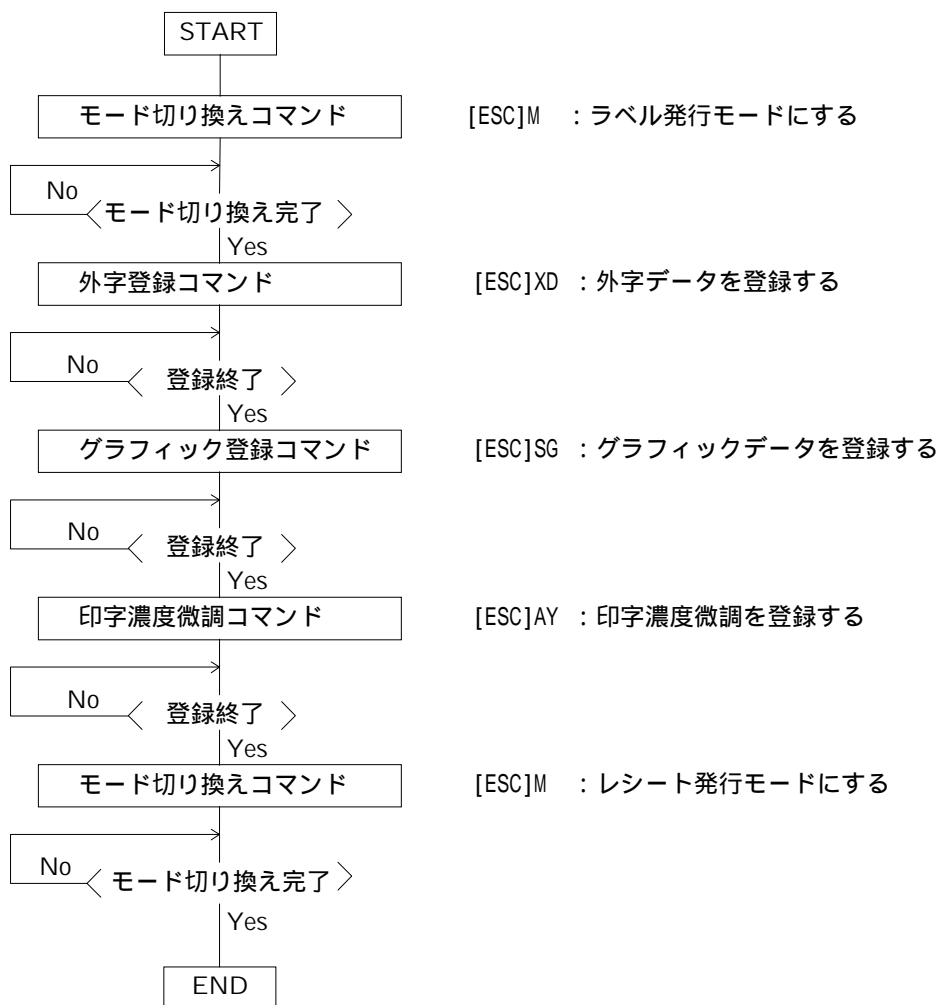 START
モード切り換えコマンド [ESC]M : ラベル発行モードにする
No
モード切り換え完了
Yes
外字登録コマンド [ESC]XD : 外字データを登録する
No
登録終了
Yes
グラフィック登録コマンド [ESC]SG : グラフィックデータを登録する
No
登録終了
Yes
印字濃度微調コマンド [ESC]AY : 印字濃度微調を登録する
No
登録終了
Yes
モード切り換えコマンド [ESC]M : レシート発行モードにする
No
モード切り換え完了
Yes
END